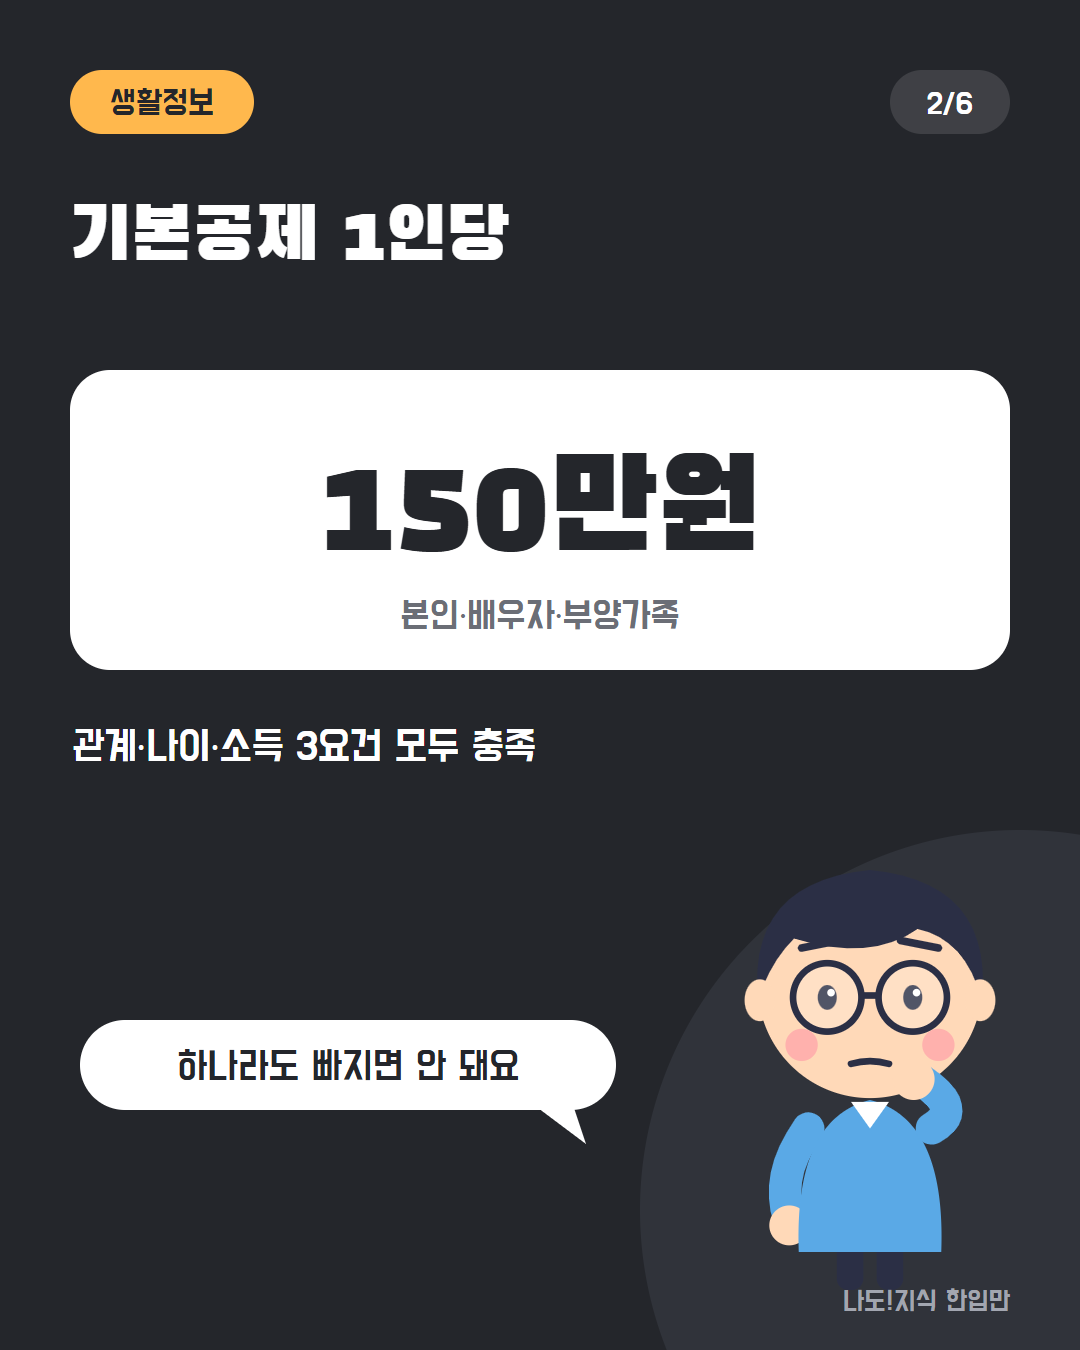 생활정보
2/6
기본공제 1인당
150만원
본인·배우자·부양가족
관계·나이·소득 3요건 모두 충족
하나라도 빠지면 안 돼요
나도!지식 한입만